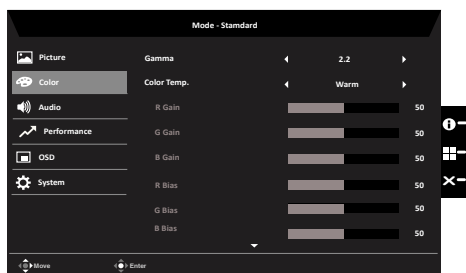 Mode - Standard
Picture
Gamma 2.2
Color
Color Temp. Warm
Audio
R Gain 50
Performance
G Gain 50
OSD
B Gain 50
System
R Bias 50
G Bias 50
B Bias 50
Move Enter